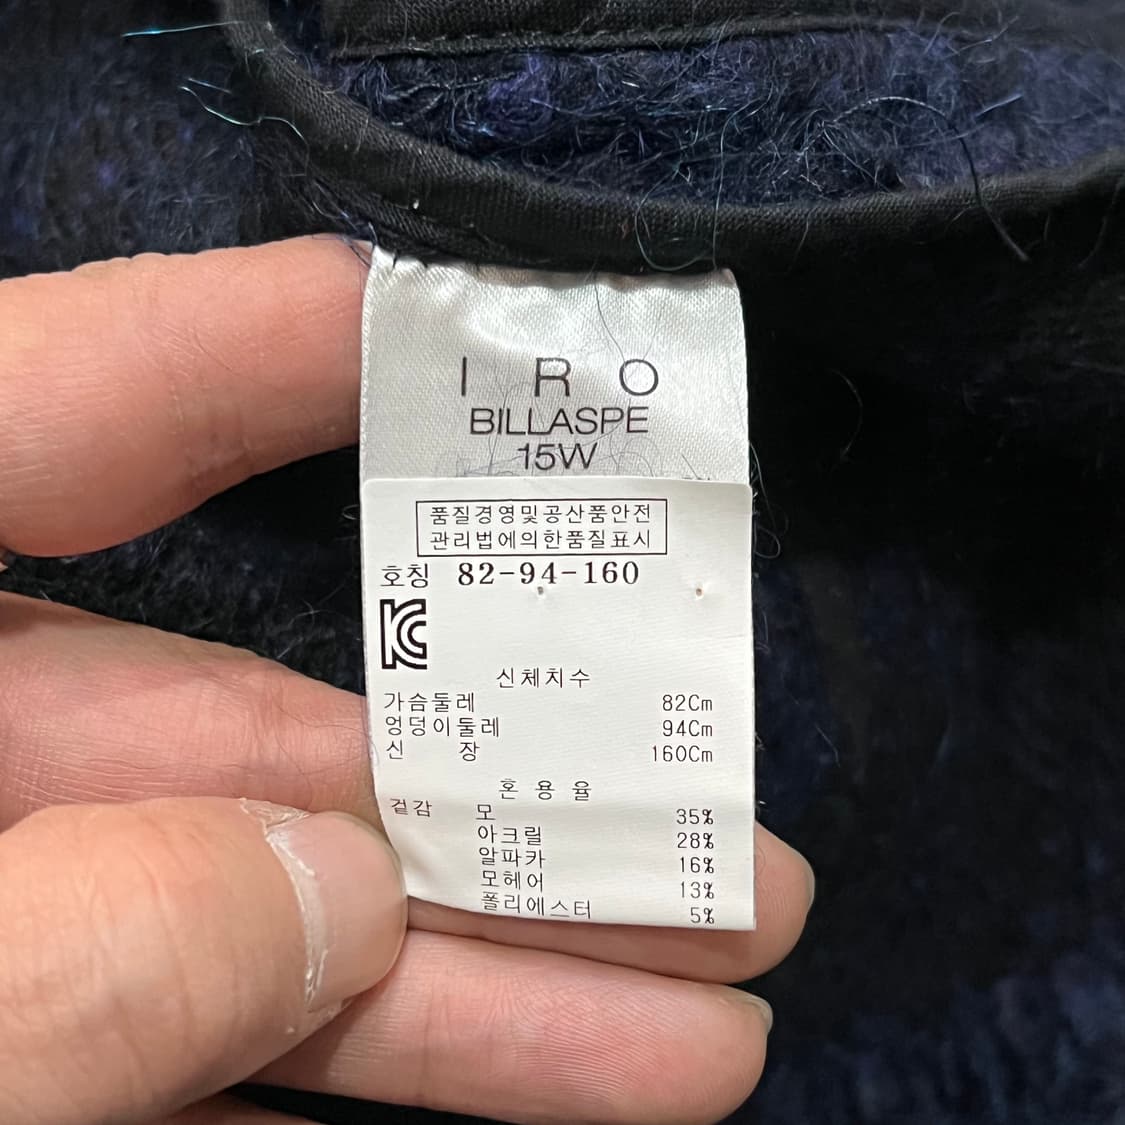 I R O
BILLASPE
15W
품질경영및공산품안전
관리법에의한품질표시
호칭 82-94-160
신체치수
가슴둘레 82Cm
엉덩이둘레 94Cm
신 장 160Cm
혼 용 율
겉감 모 35%
아크릴 28%
알파카 16%
모헤어 13%
폴리에스터 5%